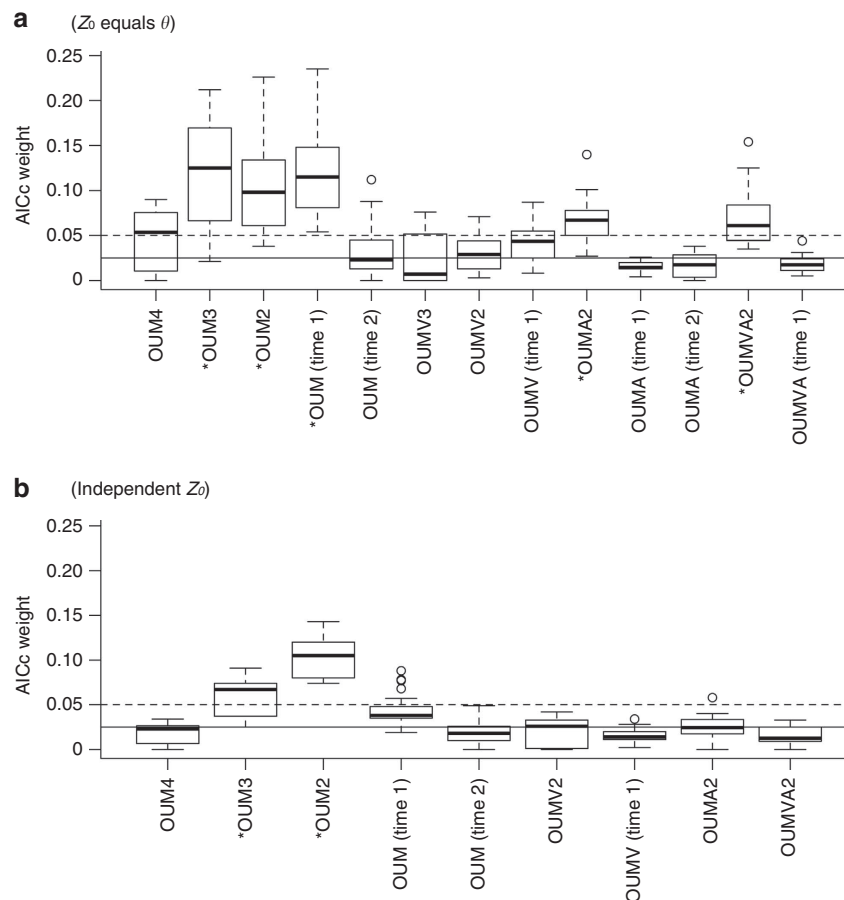 a (Z0 equals θ)
0.25
0.20
0.15
0.10
0.05
0
AICc weight
OUM4
*OUM3
*OUM2
*OUM (time 1)
OUM (time 2)
OUMV3
OUMV2
OUMV (time 1)
*OUMA2
OUMA (time 1)
OUMA (time 2)
*OUMVA2
OUMVA (time 1)
b (Independent Z0)
0.25
0.20
0.15
0.10
0.05
0
AICc weight
OUM4
*OUM3
*OUM2
OUM (time 1)
OUM (time 2)
OUMV2
OUMV (time 1)
OUMA2
OUMVA2